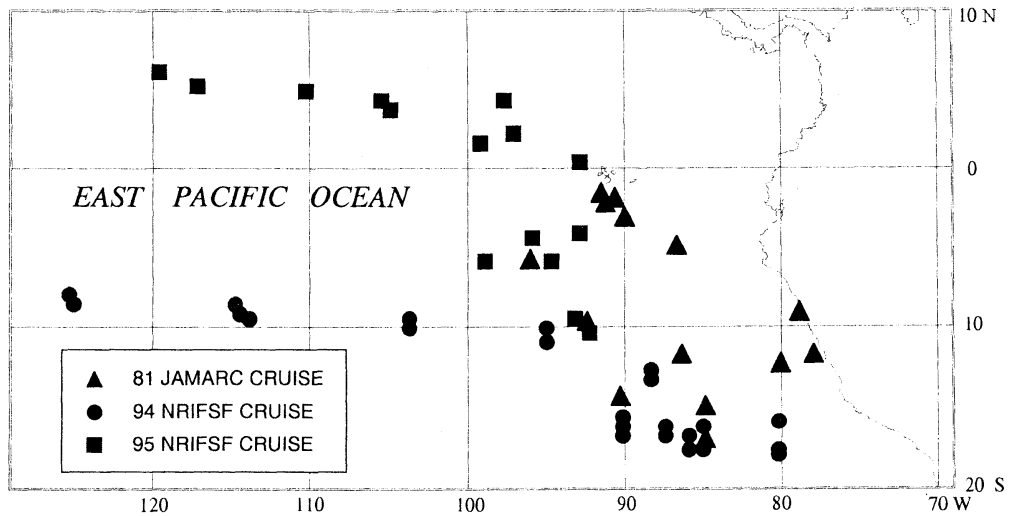 10 N
0
EAST PACIFIC OCEAN
10
81 JAMARC CRUISE
94 NRIFSF CRUISE
95 NRIFSF CRUISE
20 S
120 110 100 90 80 70 W